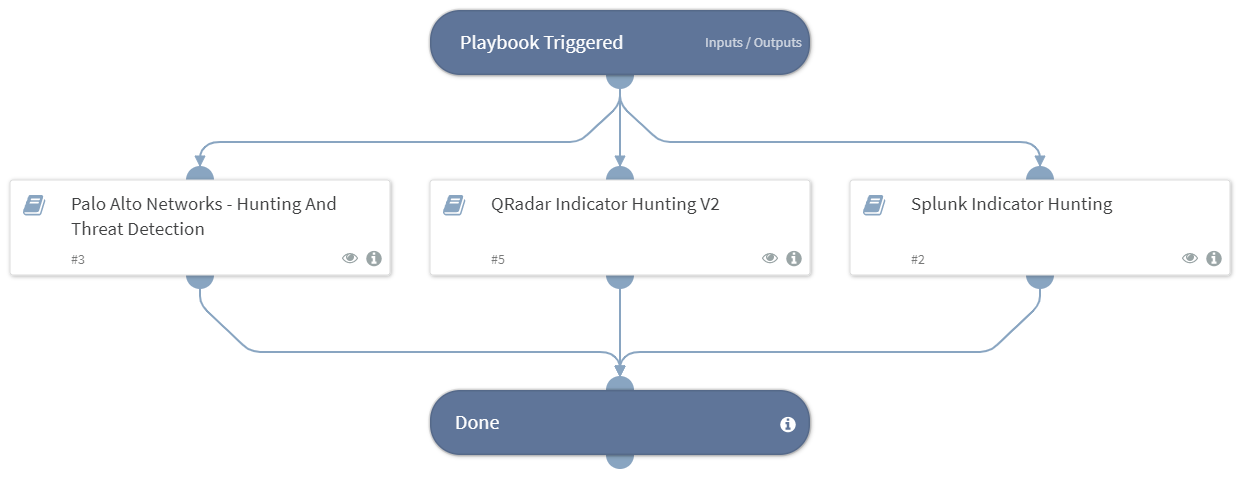 Playbook Triggered
Inputs / Outputs
Palo Alto Networks - Hunting And
Threat Detection
#3
QRadar Indicator Hunting V2
#5
Splunk Indicator Hunting
#2
Done